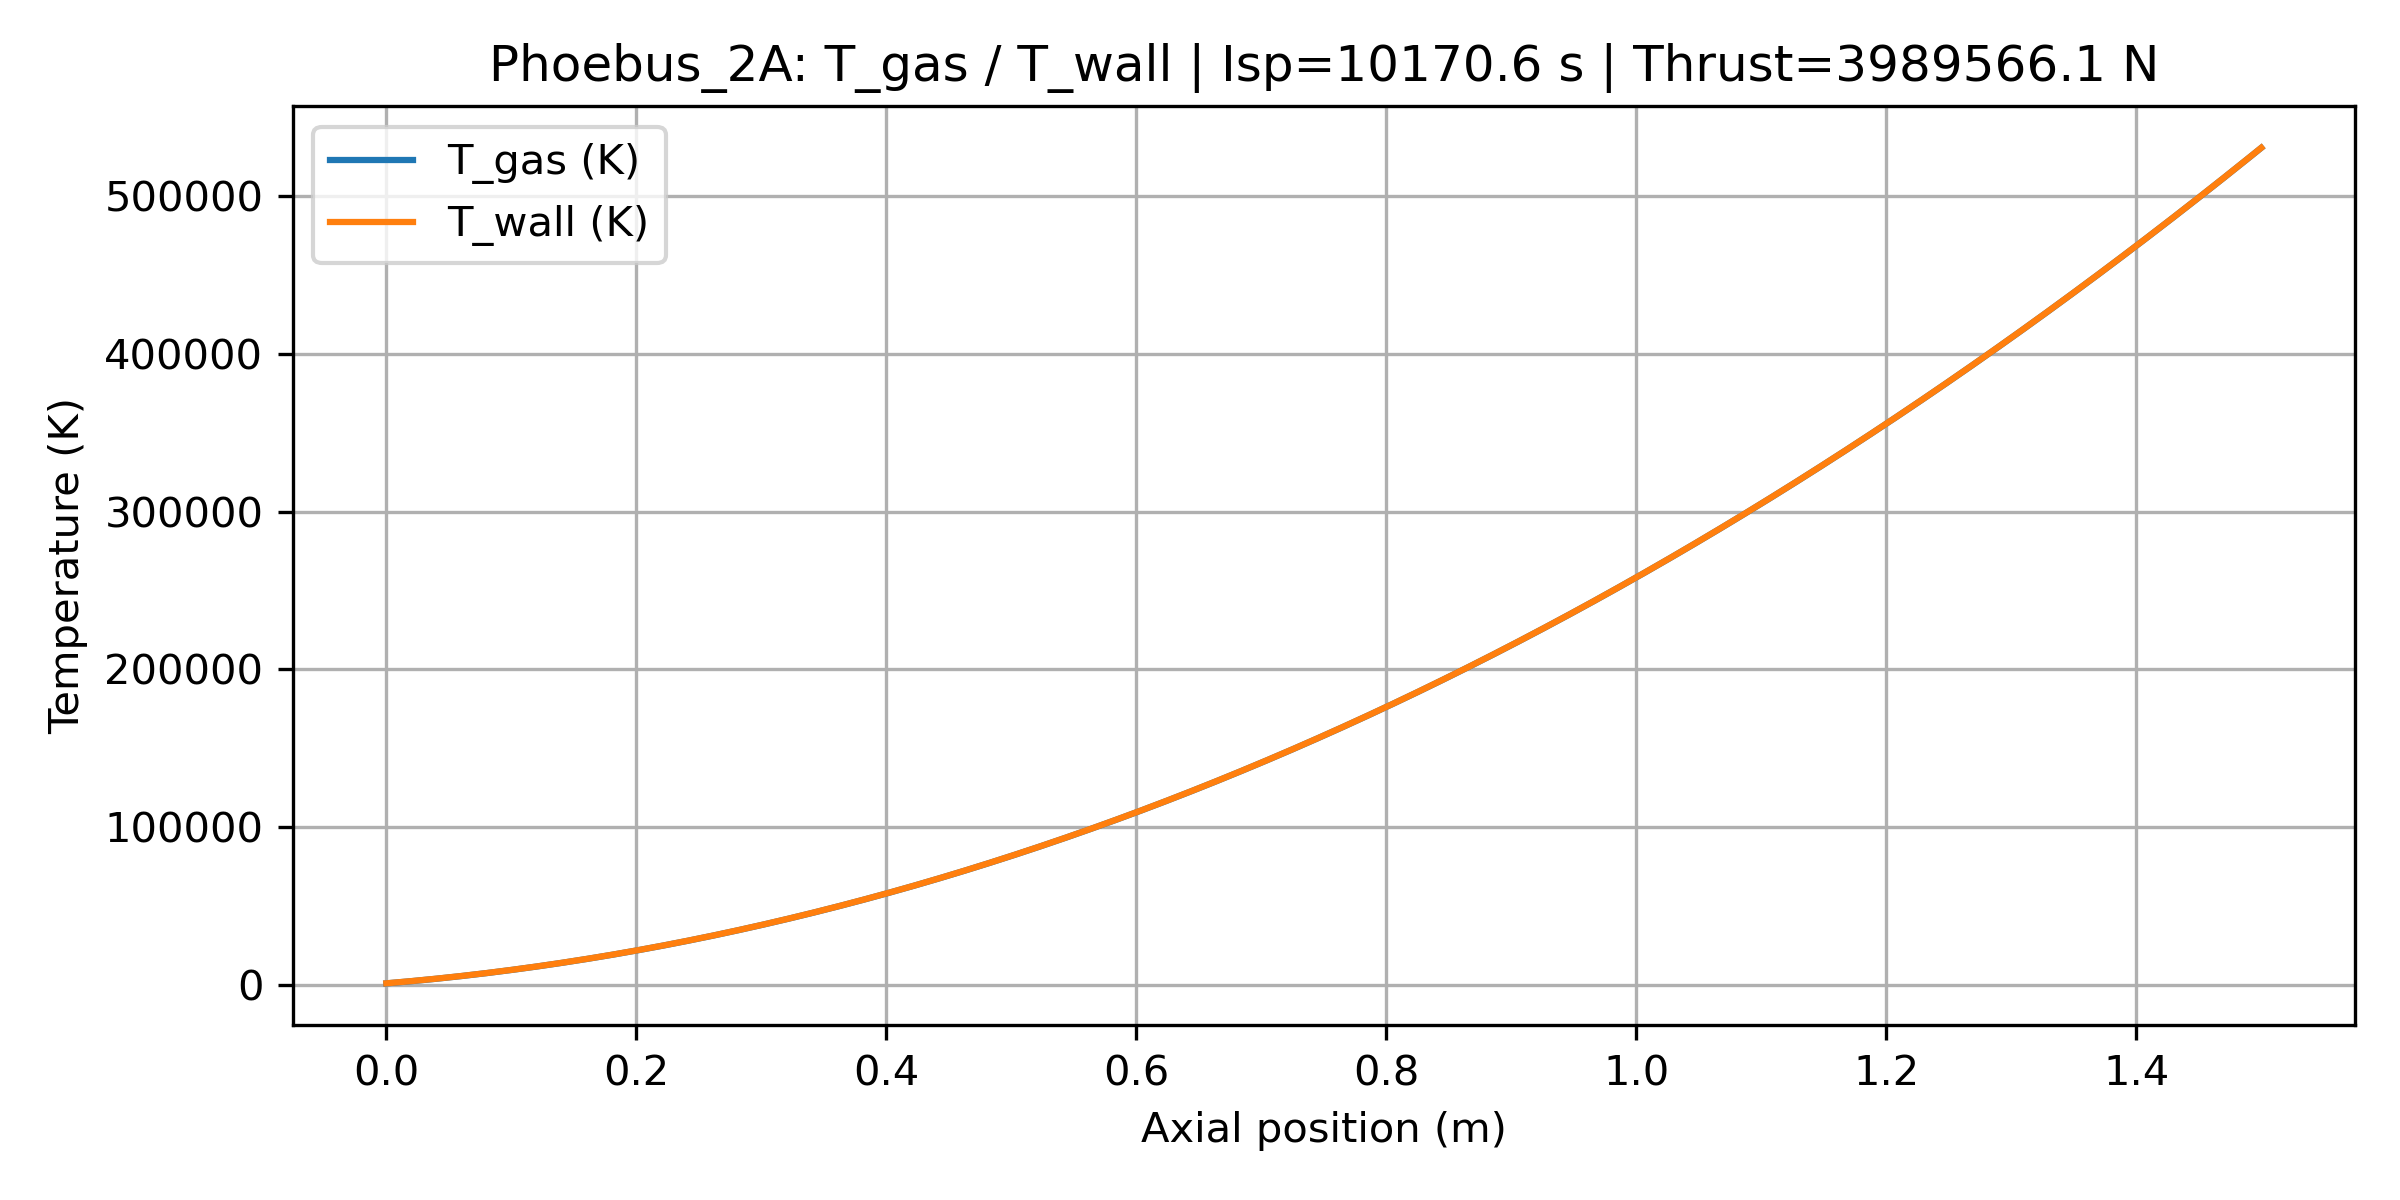 Phoebus_2A: T_gas / T_wall | Isp=10170.6 s | Thrust=3989566.1 N
T_gas (K)
T_wall (K)
Temperature (K)
500000
400000
300000
200000
100000
0
0.0 0.2 0.4 0.6 0.8 1.0 1.2 1.4
Axial position (m)